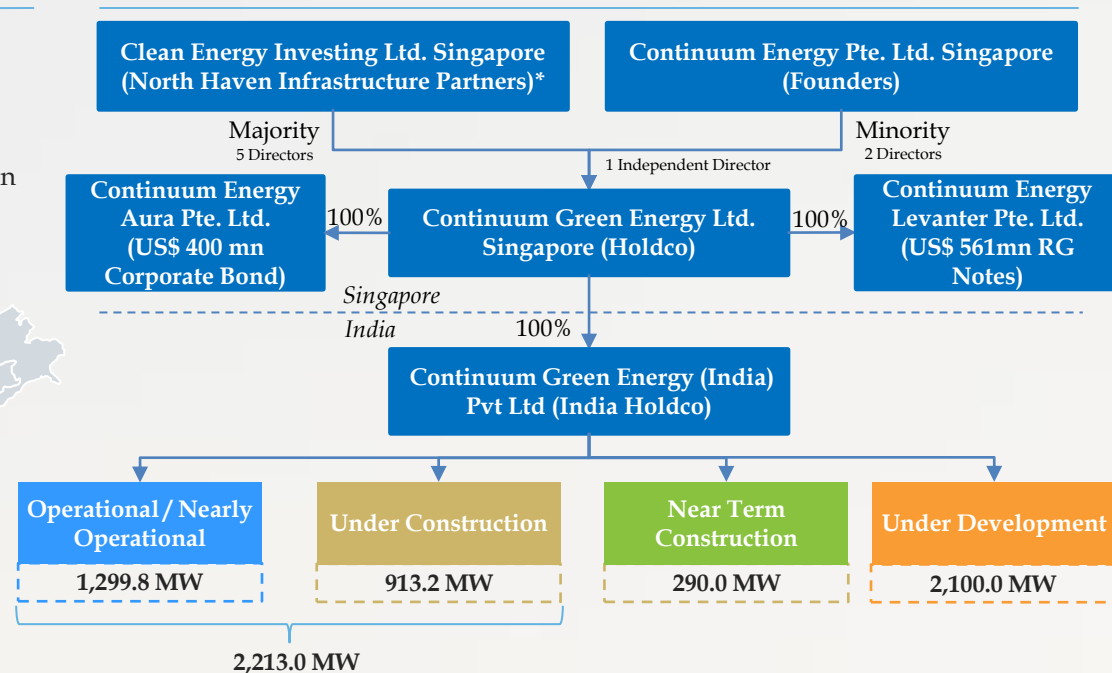 Clean Energy Investing Ltd. Singapore
(North Haven Infrastructure Partners)*
Continuum Energy Pte. Ltd. Singapore
(Founders)
Majority
5 Directors
1 Independent Director
Minority
2 Directors
n
Continuum Energy
Aura Pte. Ltd.
(US$ 400 mn
Corporate Bond)
100%
Continuum Green Energy Ltd.
Singapore (Holdco)
100%
Continuum Energy
Levanter Pte. Ltd.
(US$ 561mn RG
Notes)
Singapore
India
100%
Continuum Green Energy (India)
Pvt Ltd (India Holdco)
Operational / Nearly
Operational
Under Construction
Near Term
Construction
Under Development
1,299.8 MW
913.2 MW
290.0 MW
2,100.0 MW
2,213.0 MW